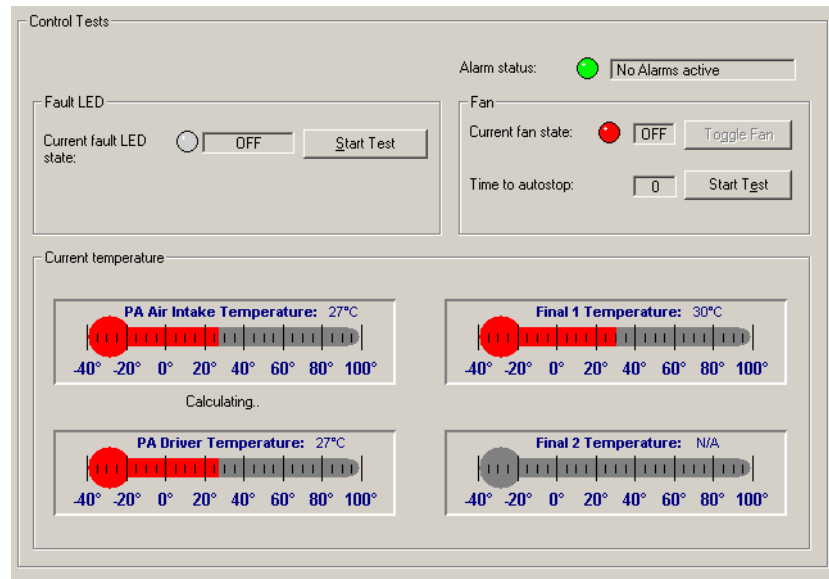 Control Tests
Alarm status: No Alarms active
Fault LED
Current fault LED state: OFF Start Test
Fan
Current fan state: OFF Toggle Fan
Time to autostop: 0 Start Test
Current temperature
PA Air Intake Temperature: 27°C
-40° -20° 0° 20° 40° 60° 80° 100°
Final 1 Temperature: 30°C
-40° -20° 0° 20° 40° 60° 80° 100°
Calculating..
PA Driver Temperature: 27°C
-40° -20° 0° 20° 40° 60° 80° 100°
Final 2 Temperature: N/A
-40° -20° 0° 20° 40° 60° 80° 100°